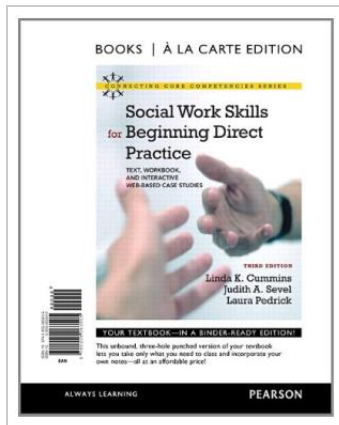 BOOKS | À LA CARTE EDITION
CONNECTING CORE COMPETENCIES SERIES
Social Work Skills
for Beginning Direct
Practice
TEXT, WORKBOOK,
AND INTERACTIVE
WEB-BASED CASE STUDIES
THIRD EDITION
Linda K. Cummins
Judith A. Sevel
Laura Pedrick
YOUR TEXTBOOK—IN A BINDER-READY EDITION!
This unbound, three-hole punched version of your textbook
lets you take only what you need to class and incorporate your
own notes—all at an affordable price!
EAN
ALWAYS LEARNING
PEARSON